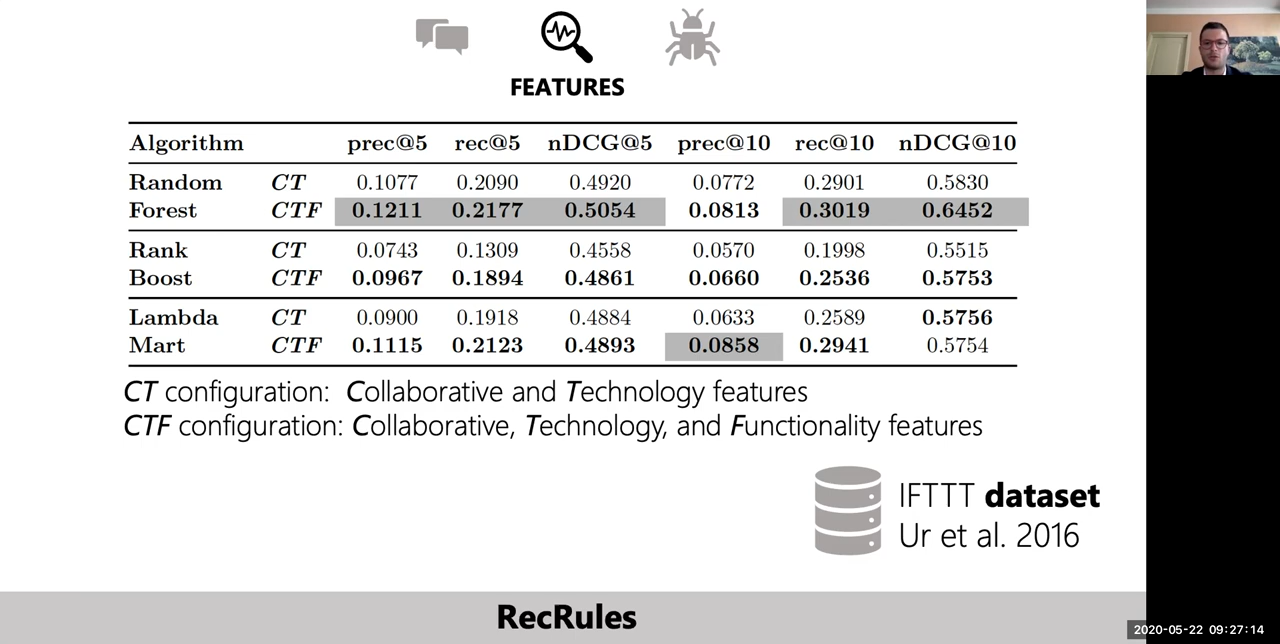 FEATURES
Algorithm prec@5 rec@5 nDCG@5 prec@10 rec@10 nDCG@10
Random CT 0.1077 0.2090 0.4920 0.0772 0.2901 0.5830
Forest CTF 0.1211 0.2177 0.5054 0.0813 0.3019 0.6452
Rank CT 0.0743 0.1309 0.4558 0.0570 0.1998 0.5515
Boost CTF 0.0967 0.1894 0.4861 0.0660 0.2536 0.5753
Lambda CT 0.0900 0.1918 0.4884 0.0633 0.2589 0.5756
Mart CTF 0.1115 0.2123 0.4893 0.0858 0.2941 0.5754
CT configuration: Collaborative and Technology features
CTF configuration: Collaborative, Technology, and Functionality features
IFTTT dataset
Ur et al. 2016
RecRules
2020-05-22 09:27:14